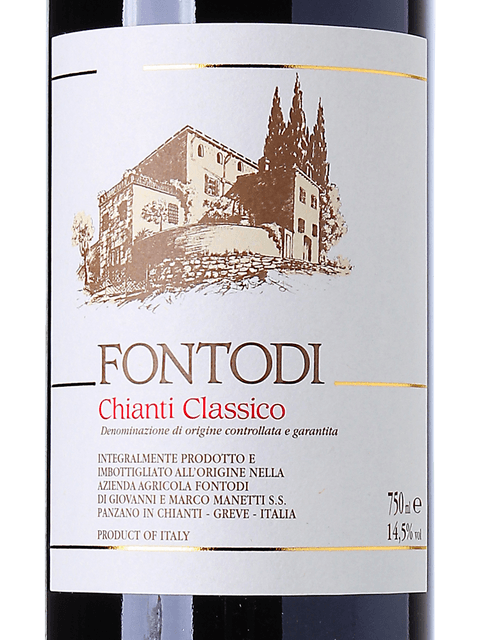 FONTODI
Chianti Classico
Denominazione di origine controllata e garantita
INTEGRALMENTE PRODOTTO E
IMBOTTIGLIATO ALL'ORIGINE NELLA
AZIENDA AGRICOLA FONTODI
DI GIOVANNI E MARCO MANETTI S.S.
PANZANO IN CHIANTI - GREVE - ITALIA
PRODUCT OF ITALY
750 ml e
14,5% vol